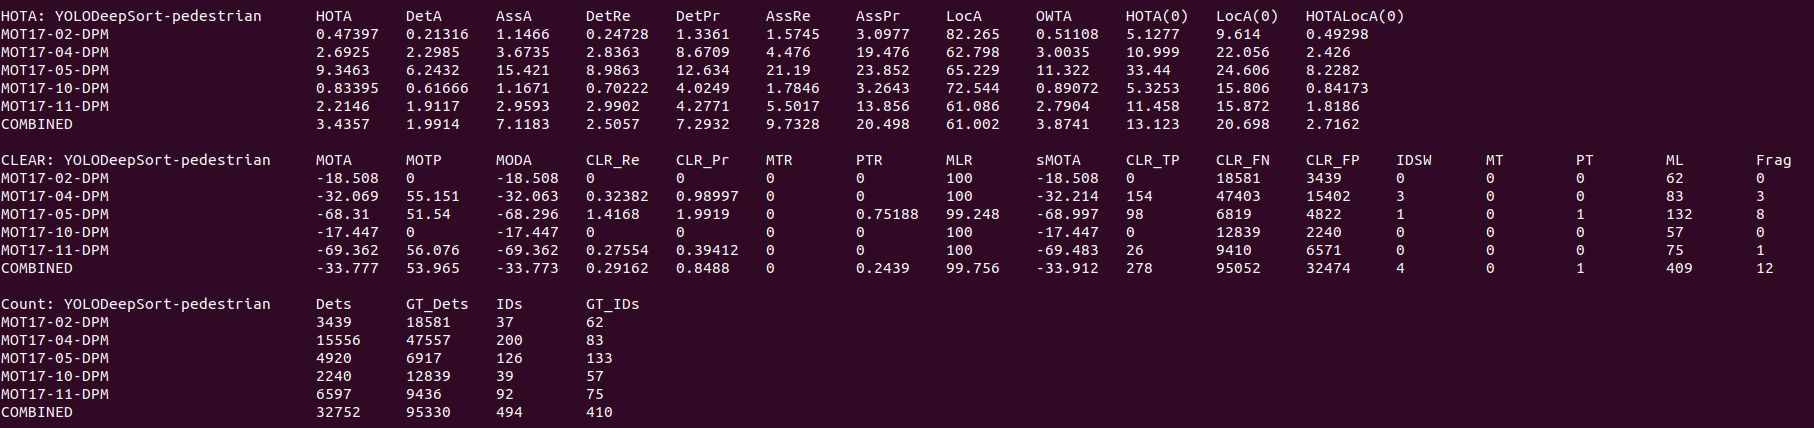 HOTA: YOLODeepSort-pedestrian HOTA DetA AssA DetRe DetPr AssRe AssPr LocA OWTA HOTA(0) LocA(0) HOTALocA(0)
MOT17-02-DPM 0.47397 0.21316 1.1466 0.24728 1.3361 1.5745 3.0977 82.265 0.51108 5.1277 9.614 0.49298
MOT17-04-DPM 2.6925 2.2985 3.6735 2.8363 8.6709 4.476 19.476 62.798 3.0035 10.999 22.056 2.426
MOT17-05-DPM 9.3463 6.2432 15.421 8.9863 12.634 21.19 23.852 65.229 11.322 33.44 24.606 8.2282
MOT17-10-DPM 0.83395 0.61666 1.1671 0.70222 4.0249 1.7846 3.2643 72.544 0.89072 5.3253 15.806 0.84173
MOT17-11-DPM 2.2146 1.9117 2.9593 2.9902 4.2771 5.5017 13.856 61.086 2.7904 11.458 15.872 1.8186
COMBINED 3.4357 1.9914 7.1183 2.5057 7.2932 9.7328 20.498 61.002 3.8741 13.123 20.698 2.7162
CLEAR: YOLODeepSort-pedestrian MOTA MOTP MODA CLR_Re CLR_Pr MTR PTR MLR sMOTA CLR_TP CLR_FN CLR_FP IDSW MT PT ML Frag
MOT17-02-DPM -18.508 0 -18.508 0 0 0 0 100 -18.508 0 18581 3439 0 0 0 62 0
MOT17-04-DPM -32.069 55.151 -32.063 0.32382 0.98997 0 0 100 -32.214 154 47403 15402 3 0 0 83 3
MOT17-05-DPM -68.31 51.54 -68.296 1.4168 1.9919 0 0.75188 99.248 -68.997 98 6819 4822 1 0 1 132 8
MOT17-10-DPM -17.447 0 -17.447 0 0 0 0 100 -17.447 0 12839 2240 0 0 0 57 0
MOT17-11-DPM -69.362 56.076 -69.362 0.27554 0.39412 0 0 100 -69.483 26 9410 6571 0 0 0 75 1
COMBINED -33.777 53.965 -33.773 0.29162 0.8488 0 0.2439 99.756 -33.912 278 95052 32474 4 0 1 409 12
Count: YOLODeepSort-pedestrian Dets GT_Dets IDs GT_IDs
MOT17-02-DPM 3439 18581 37 62
MOT17-04-DPM 15556 47557 200 83
MOT17-05-DPM 4920 6917 126 133
MOT17-10-DPM 2240 12839 39 57
MOT17-11-DPM 6597 9436 92 75
COMBINED 32752 95330 494 410